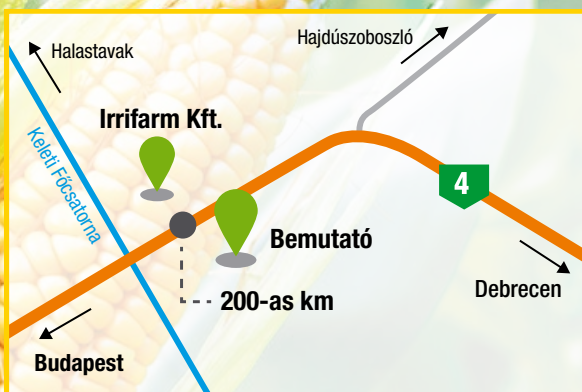 Halastavak
Hajdúszoboszló
Irrifarm Kft.
Keleti Főcsatorna
4
Bemutató
200-as km
Debrecen
Budapest